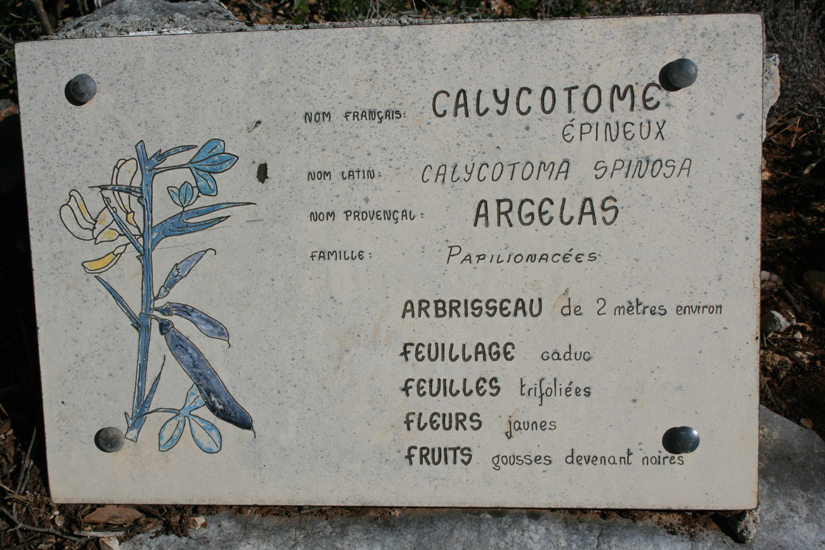 NOM FRANÇAIS: CALYCOTOME
ÉPINEUX
NOM LATIN: CALYCOTOMA SPINOSA
NOM PROVENÇAL: ARGELAS
FAMILLE: PAPILIONACÉES
ARBRISSEAU de 2 mètres environ
FEUILLAGE caduc
FEUILLES trifoliées
FLEURS jaunes
FRUITS gousses devenant noires